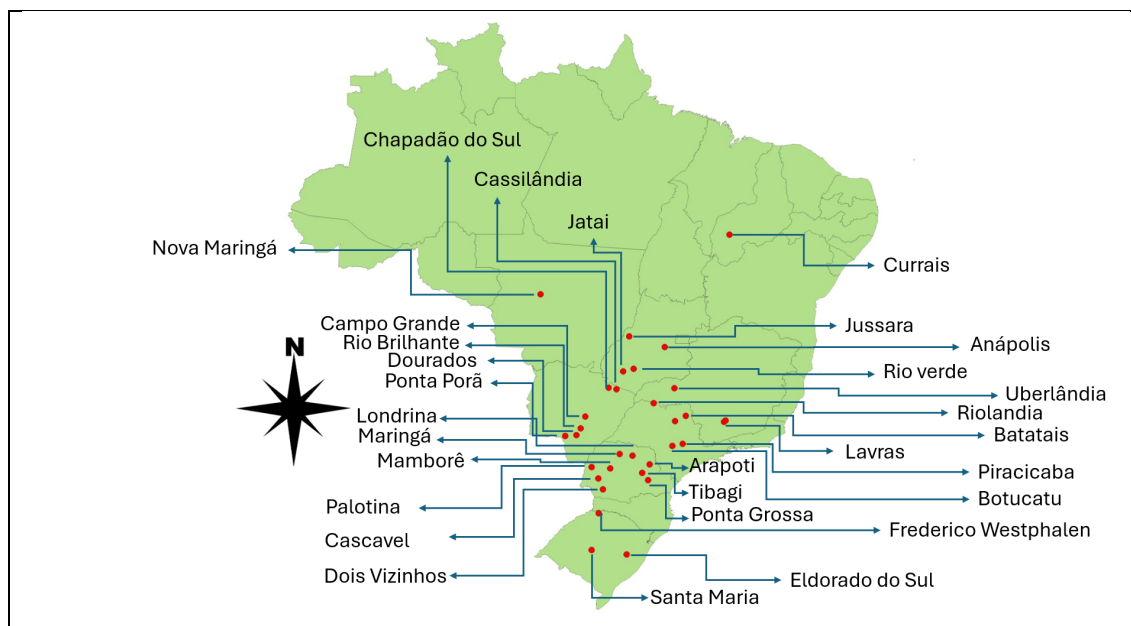 Chapadão do Sul
Cassilândia
Jatai
Nova Maringá
Currais
Campo Grande
Jussara
Rio Brilhante
N
Anápolis
Dourados
Rio verde
Ponta Porã
Uberlândia
Londrina
Riolandia
Maringá
Batatais
Mamborê
Lavras
Arapoti
Piracicaba
Tibagi
Botucatu
Palotina
Ponta Grossa
Frederico Westphalen
Cascavel
Dois Vizinhos
Eldorado do Sul
Santa Maria